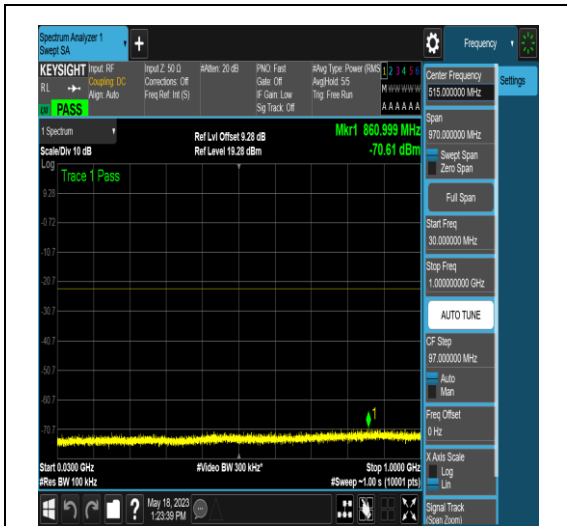 Spectrum Analyzer 1
Swept SA
Frequency
KEYSIGHT
RL
PASS
Input: RF
Coupling: DC
Align: Auto
Input Z: 50 Ω
Corrections: Off
Freq Ref: Int (S)
#Atten: 20 dB
PNO: Fast
Gate: Off
IF Gain: Low
Sig Track: Off
#Avg Type: Power (RMS
Avg|Hold: 5/5
Trig: Free Run
1 2 3 4 5 6
M W W W W W
A A A A A A
Center Frequency
515.000000 MHz
Settings
Span
970.000000 MHz
Swept Span
Zero Span
Full Span
Start Freq
30.000000 MHz
Stop Freq
1.000000000 GHz
AUTO TUNE
CF Step
97.000000 MHz
Auto
Man
Freq Offset
0 Hz
X Axis Scale
Log
Lin
Signal Track
(Span Zoom)
1 Spectrum
Scale/Div 10 dB
Log
Ref Lvl Offset 9.28 dB
Ref Level 19.28 dBm
Mkr1 860.999 MHz
-70.61 dBm
Trace 1 Pass
9.28
-0.72
-10.7
-20.7
-30.7
-40.7
-50.7
-60.7
-70.7
1
Start 0.0300 GHz
#Res BW 100 kHz
#Video BW 300 kHz*
Stop 1.0000 GHz
#Sweep ~1.00 s (10001 pts)
May 18, 2023
1:23:39 PM